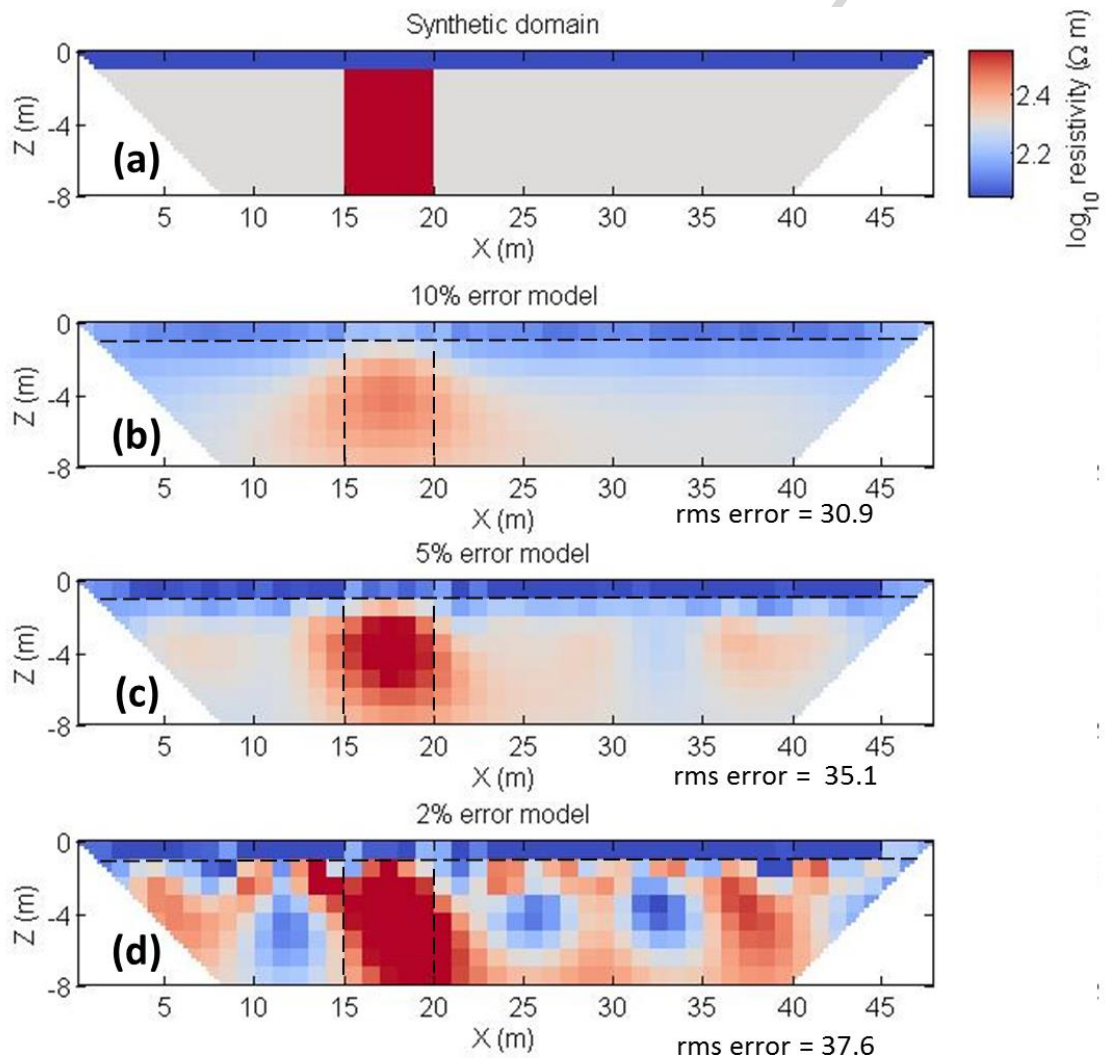 Synthetic domain
0
-4
-8
Z (m)
(a)
5 10 15 20 25 30 35 40 45
X (m)
2.4
2.2
log10 resistivity (Ω m)
10% error model
0
-4
-8
Z (m)
(b)
5 10 15 20 25 30 35 40 45
X (m)
rms error = 30.9
5% error model
0
-4
-8
Z (m)
(c)
5 10 15 20 25 30 35 40 45
X (m)
rms error = 35.1
2% error model
0
-4
-8
Z (m)
(d)
5 10 15 20 25 30 35 40 45
X (m)
rms error = 37.6